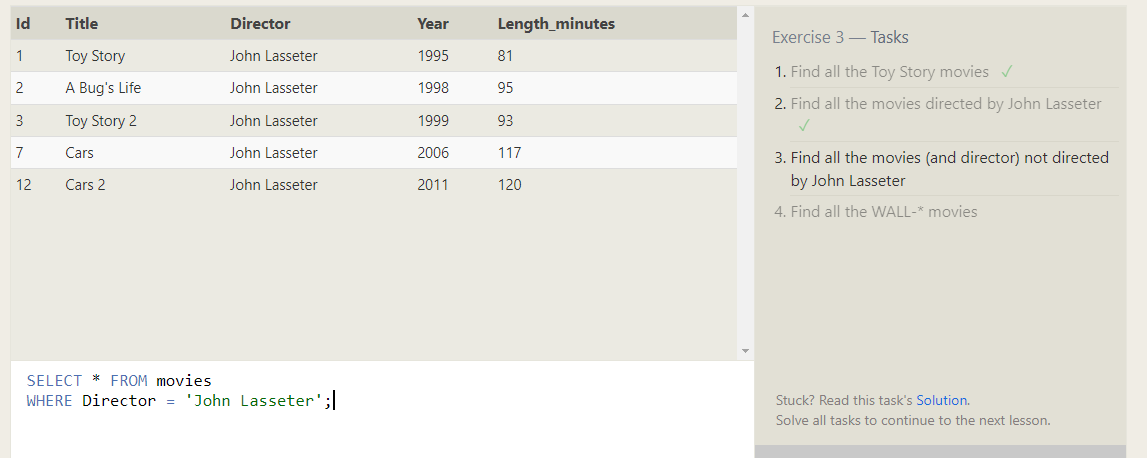 Id Title Director Year Length_minutes
1 Toy Story John Lasseter 1995 81
2 A Bug's Life John Lasseter 1998 95
3 Toy Story 2 John Lasseter 1999 93
7 Cars John Lasseter 2006 117
12 Cars 2 John Lasseter 2011 120
SELECT * FROM movies
WHERE Director = 'John Lasseter';
Exercise 3 — Tasks
1. Find all the Toy Story movies ✓
2. Find all the movies directed by John Lasseter
✓
3. Find all the movies (and director) not directed
by John Lasseter
4. Find all the WALL-* movies
Stuck? Read this task's Solution.
Solve all tasks to continue to the next lesson.